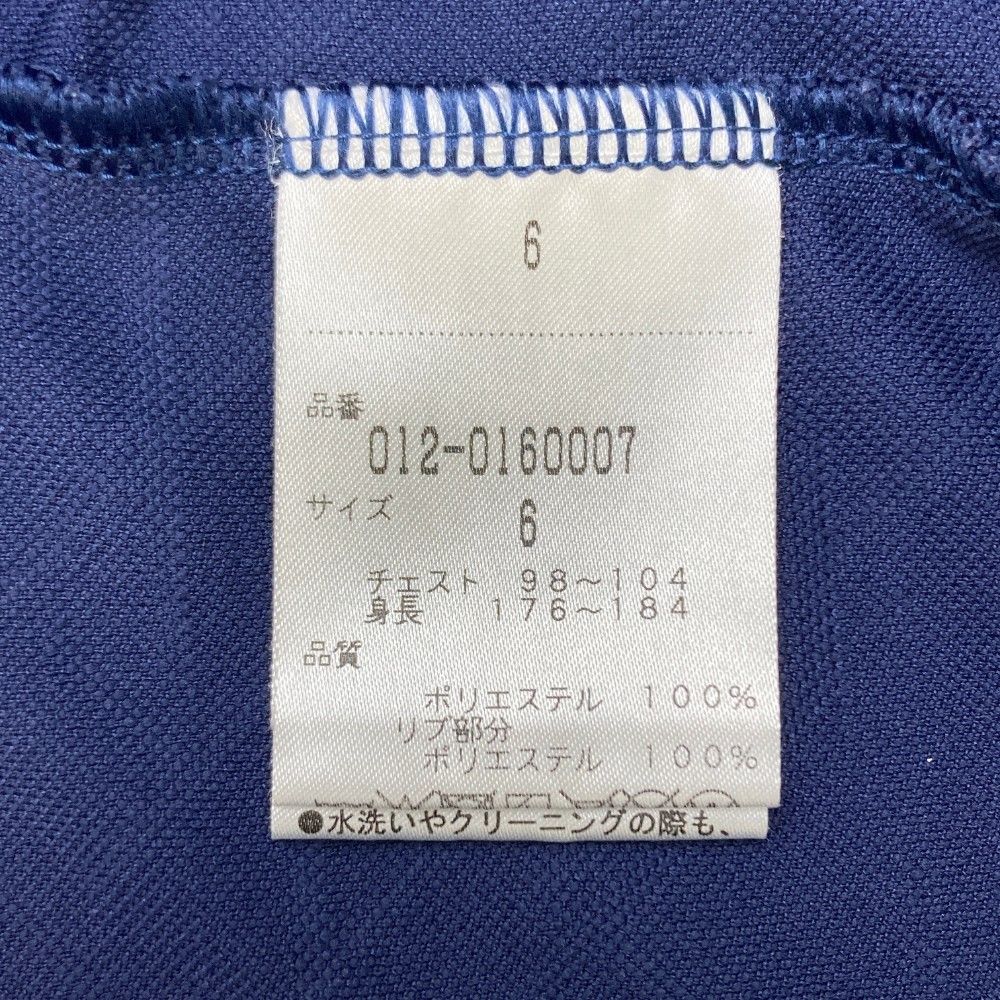 6
品番
012-0160007
サイズ 6
チェスト 98～104
身長 176～184
品質
ポリエステル 100%
リブ部分
ポリエステル 100%
●水洗いやクリーニングの際も、